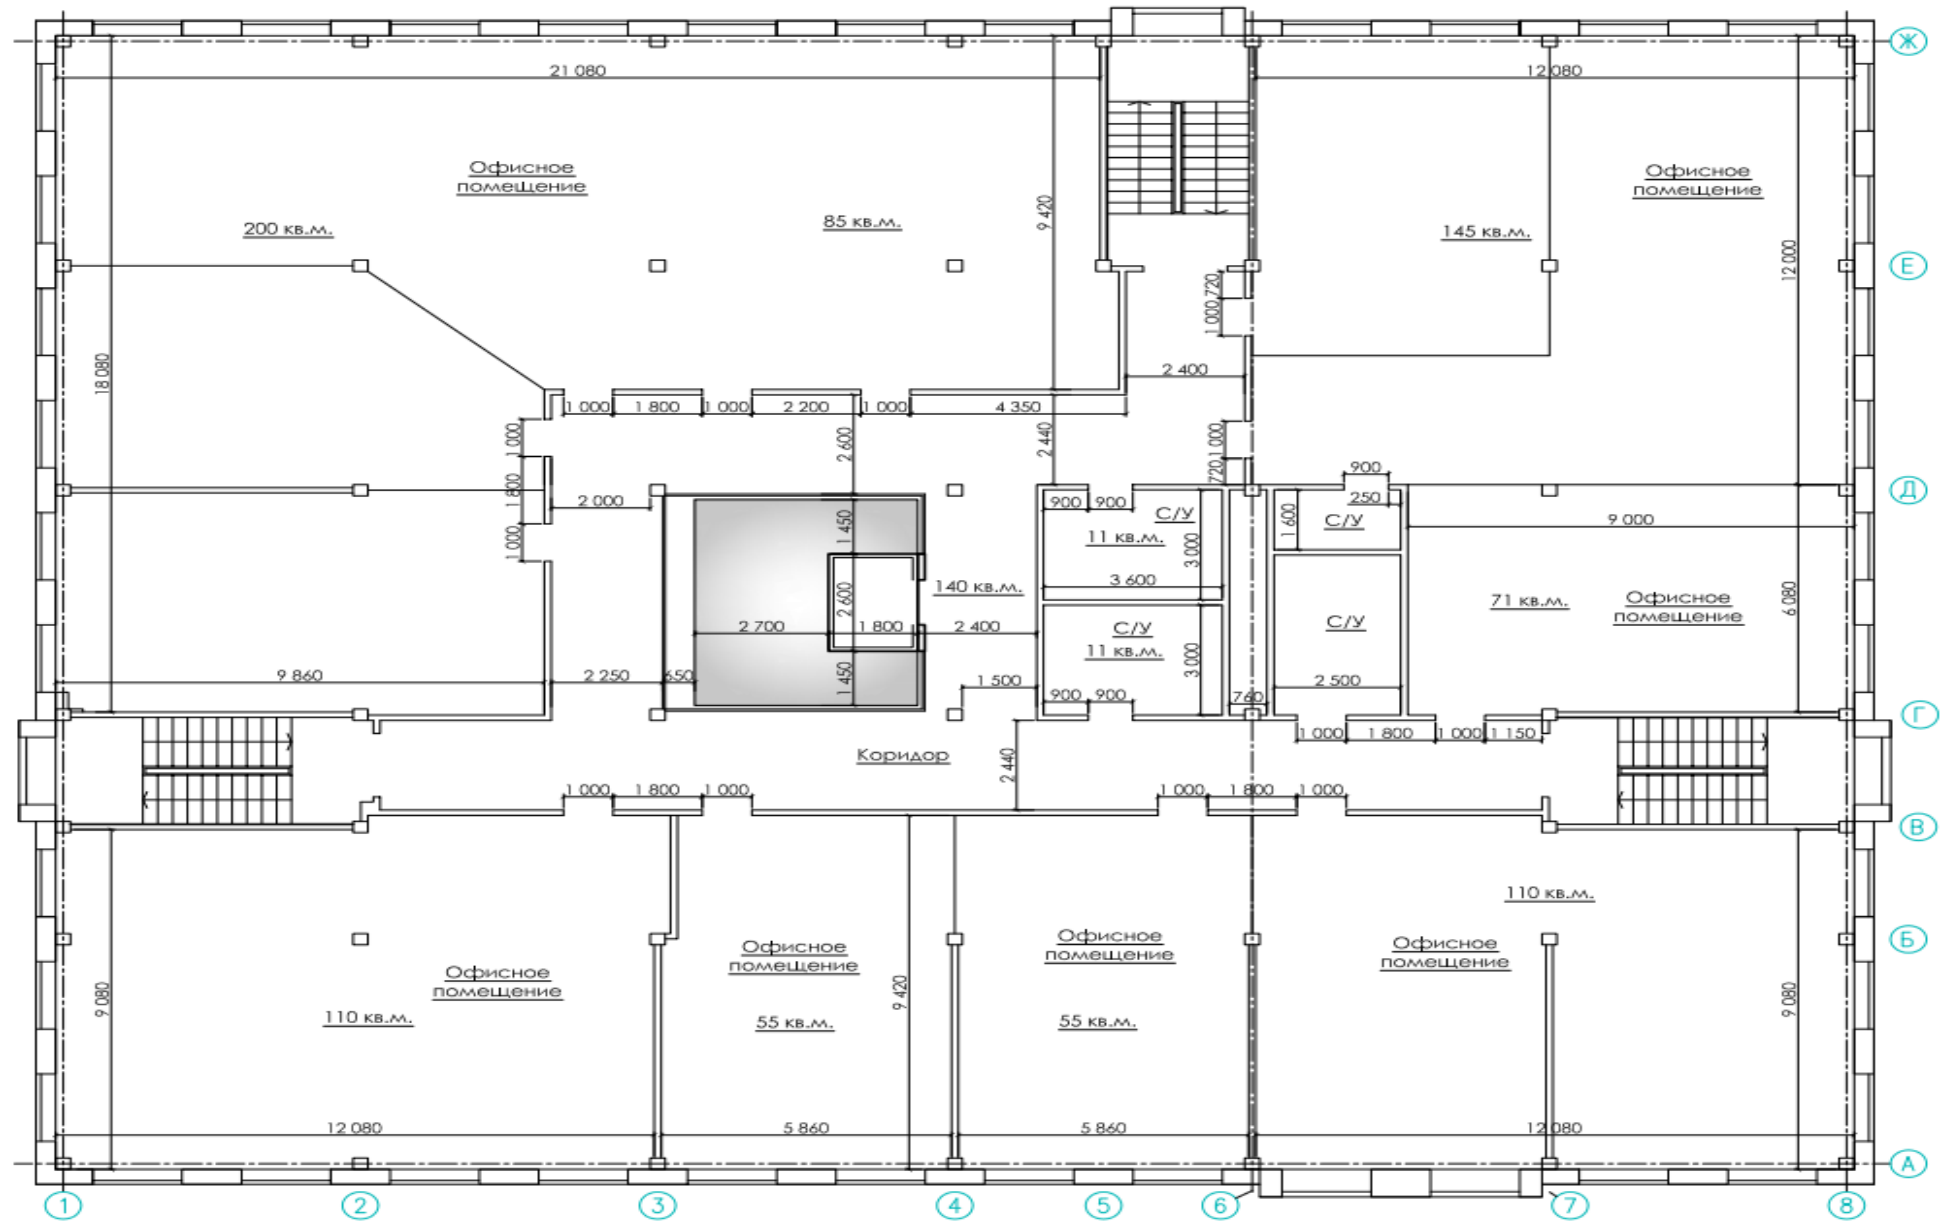 Ж
21 080
12 080
Офисное
помещение
Офисное
помещение
200 кв.м.
85 кв.м.
145 кв.м.
9 420
12 000
Е
720
1 000
18 080
2 400
1 000
1 800
1 000
2 200
1 000
4 350
1 000
2 600
2 440
1 000
720
900
1 800
2 000
250
Д
900
900
С/У
1 600
С/У
9 000
1 450
11 кв.м.
1 000
3 000
3 600
140 кв.м.
2 600
71 кв.м.
Офисное
помещение
6 080
2 700
1 800
2 400
С/У
С/У
11 кв.м.
3 000
9 860
2 250
650
1 450
1 500
900
900
760
2 500
Г
1 000
1 800
1 000
1 150
Коридор
2 440
1 000
1 800
1 000
1 000
1 800
1 000
В
110 кв.м.
Офисное
помещение
Офисное
помещение
Офисное
помещение
Офисное
помещение
Б
9 080
9 420
9 080
110 кв.м.
55 кв.м.
55 кв.м.
12 080
5 860
5 860
12 080
А
1
2
3
4
5
6
7
8